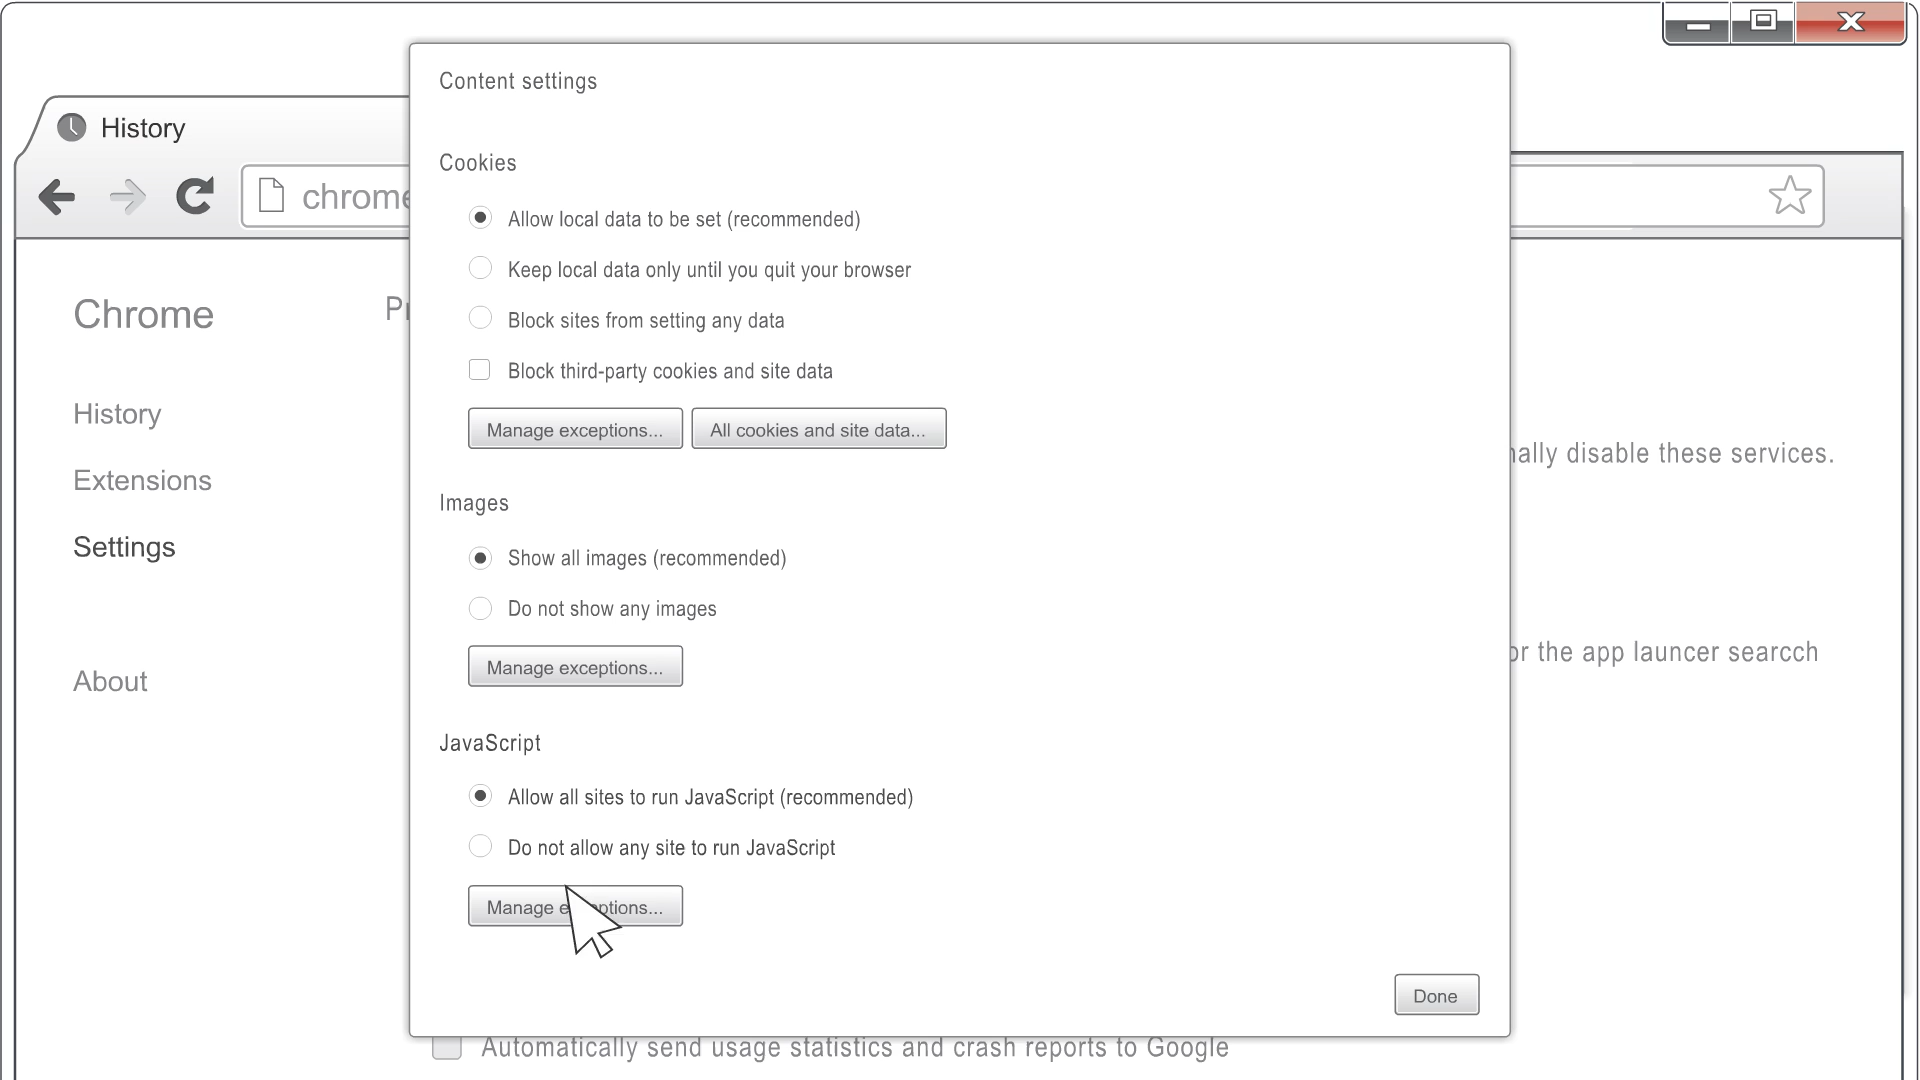 Content settings
History
Cookies
chrome
Allow local data to be set (recommended)
Keep local data only until you quit your browser
Chrome
Block sites from setting any data
Block third-party cookies and site data
History
Manage exceptions...
All cookies and site data...
nally disable these services.
Extensions
Images
Settings
Show all images (recommended)
Do not show any images
or the app launcer searcch
Manage exceptions...
About
JavaScript
Allow all sites to run JavaScript (recommended)
Do not allow any site to run JavaScript
Manage exceptions...
Done
Automatically send usage statistics and crash reports to Google